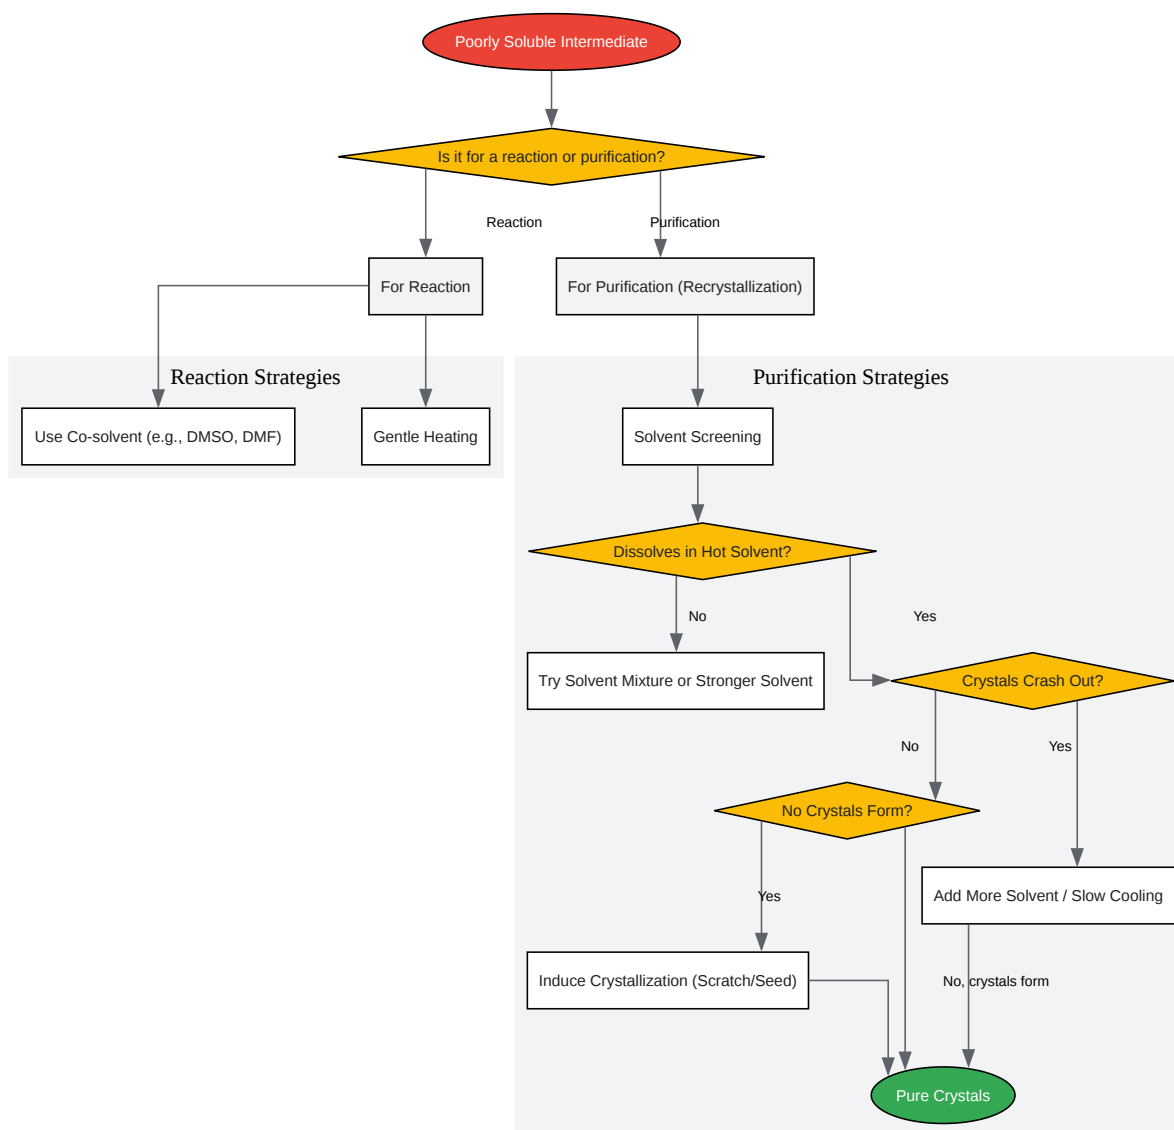 Poorly Soluble Intermediate
Is it for a reaction or purification?
Reaction
Purification
For Reaction
For Purification (Recrystallization)
Reaction Strategies
Purification Strategies
Use Co-solvent (e.g., DMSO, DMF)
Gentle Heating
Solvent Screening
Dissolves in Hot Solvent?
No
Yes
Try Solvent Mixture or Stronger Solvent
Crystals Crash Out?
No
Yes
No Crystals Form?
Yes
Add More Solvent / Slow Cooling
Induce Crystallization (Scratch/Seed)
No, crystals form
Pure Crystals